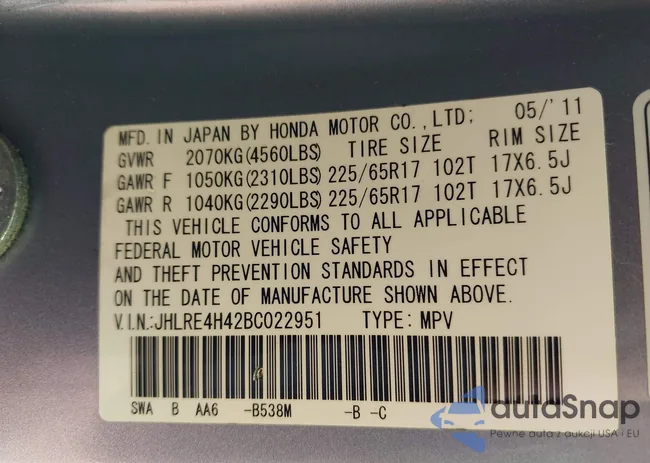 MFD. IN JAPAN BY HONDA MOTOR CO.,LTD; 05/'11
GVWR 2070KG(4560LBS) TIRE SIZE RIM SIZE
GAWR F 1050KG(2310LBS) 225/65R17 102T 17X6.5J
GAWR R 1040KG(2290LBS) 225/65R17 102T 17X6.5J
THIS VEHICLE CONFORMS TO ALL APPLICABLE
FEDERAL MOTOR VEHICLE SAFETY
AND THEFT PREVENTION STANDARDS IN EFFECT
ON THE DATE OF MANUFACTURE SHOWN ABOVE.
V.I.N.:JHLRE4H42BC022951 TYPE: MPV
SWA B AA6 -B538M -B -C
autoSnap
Pewne auta z aukcji USA i EU